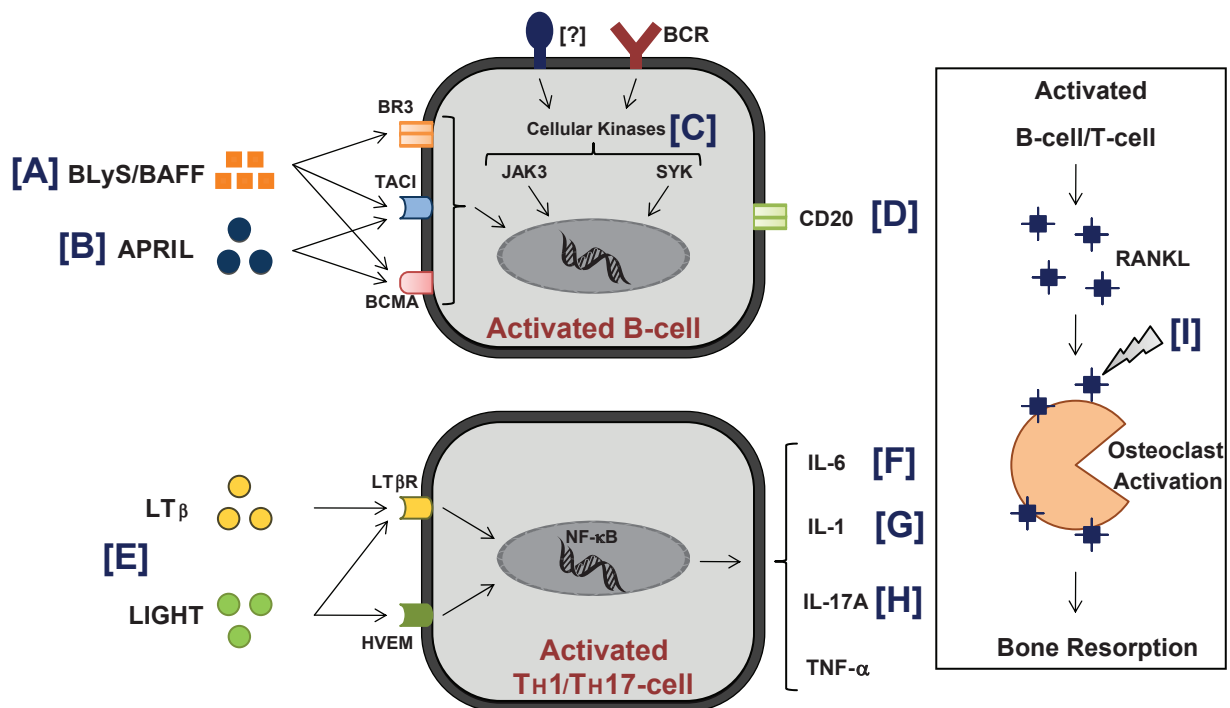 [?]
BCR
BR3
Cellular Kinases [C]
[A] BLyS/BAFF
TACI
JAK3
SYK
[B] APRIL
CD20 [D]
BCMA
Activated B-cell
LTβ
LTβR
[E]
NF-κB
LIGHT
HVEM
Activated
TH1/TH17-cell
IL-6 [F]
IL-1 [G]
IL-17A [H]
TNF-α
Activated
B-cell/T-cell
RANKL
[I]
Osteoclast
Activation
Bone Resorption